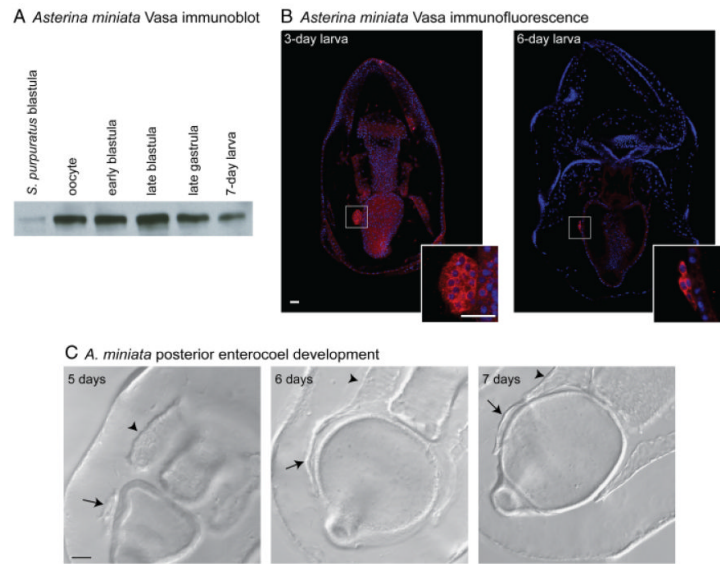 A Asterina miniata Vasa immunoblot
S. purpuratus blastula
oocyte
early blastula
late blastula
late gastrula
7-day larva
B Asterina miniata Vasa immunofluorescence
3-day larva
6-day larva
C A. miniata posterior enterocoel development
5 days
6 days
7 days